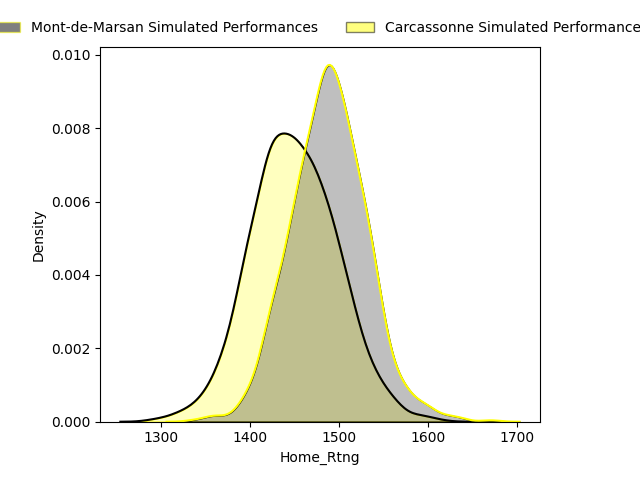 Mont-de-Marsan Simulated Performances
Carcassonne Simulated Performance
0.010
0.008
0.006
0.004
0.002
0.000
Density
1300 1400 1500 1600 1700
Home_Rtng